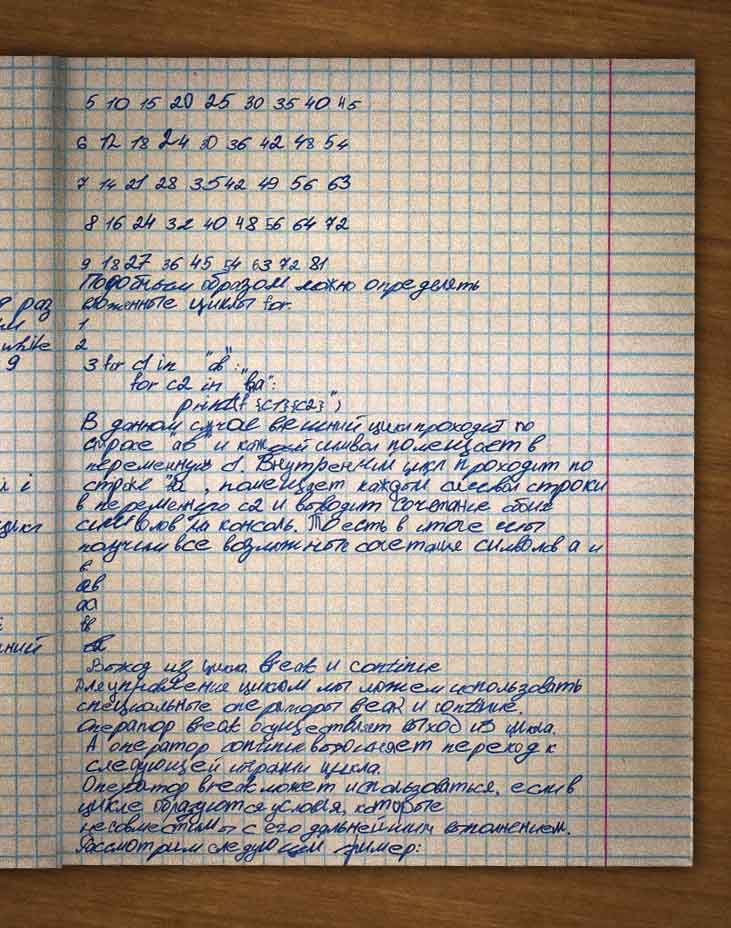 5 10 15 20 25 30 35 40 45
6 12 18 24 30 36 42 48 54
7 14 21 28 35 42 49 56 63
8 16 24 32 40 48 56 64 72
9 18 27 36 45 54 63 72 81
Подобным образом можно определять
вложенные циклы for.
1
2
3 for c1 in "ab":
for c2 in "ba":
print(f"{c1}{c2}")
В данном случае внешний цикл проходит по
строке "ab" и каждый символ помещает в
переменную c1. Внутренний цикл проходит по
строке "ba", помещает каждый символ строки
в переменную c2 и выводит сочетание обоих
символов на консоль. То есть в итоге мы
получим все возможные сочетания символов a и
в
ав
аа
вв
Выход из цикла break и continue
Для управления циклом мы можем использовать
специальные операторы break и continue.
Оператор break осуществляет выход из цикла.
А оператор continue выполняет переход к
следующей итерации цикла.
Оператор break может использоваться, если в
цикле образуются условия, которые
несовместимы с его дальнейшим выполнением.
Рассмотрим следующий пример:
раз
while
9
i
цикл